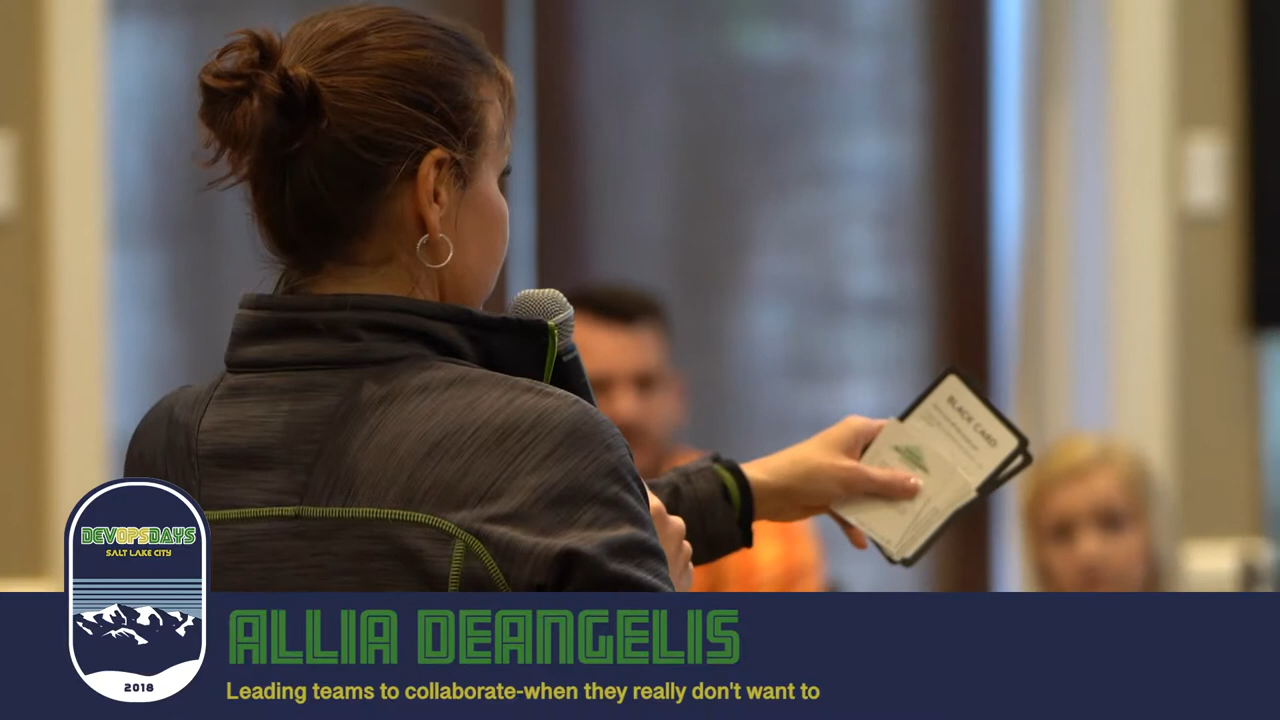 BLACK CARD
DEVOPSDAYS
SALT LAKE CITY
2018
ALLIA DEANGELIS
Leading teams to collaborate-when they really don't want to